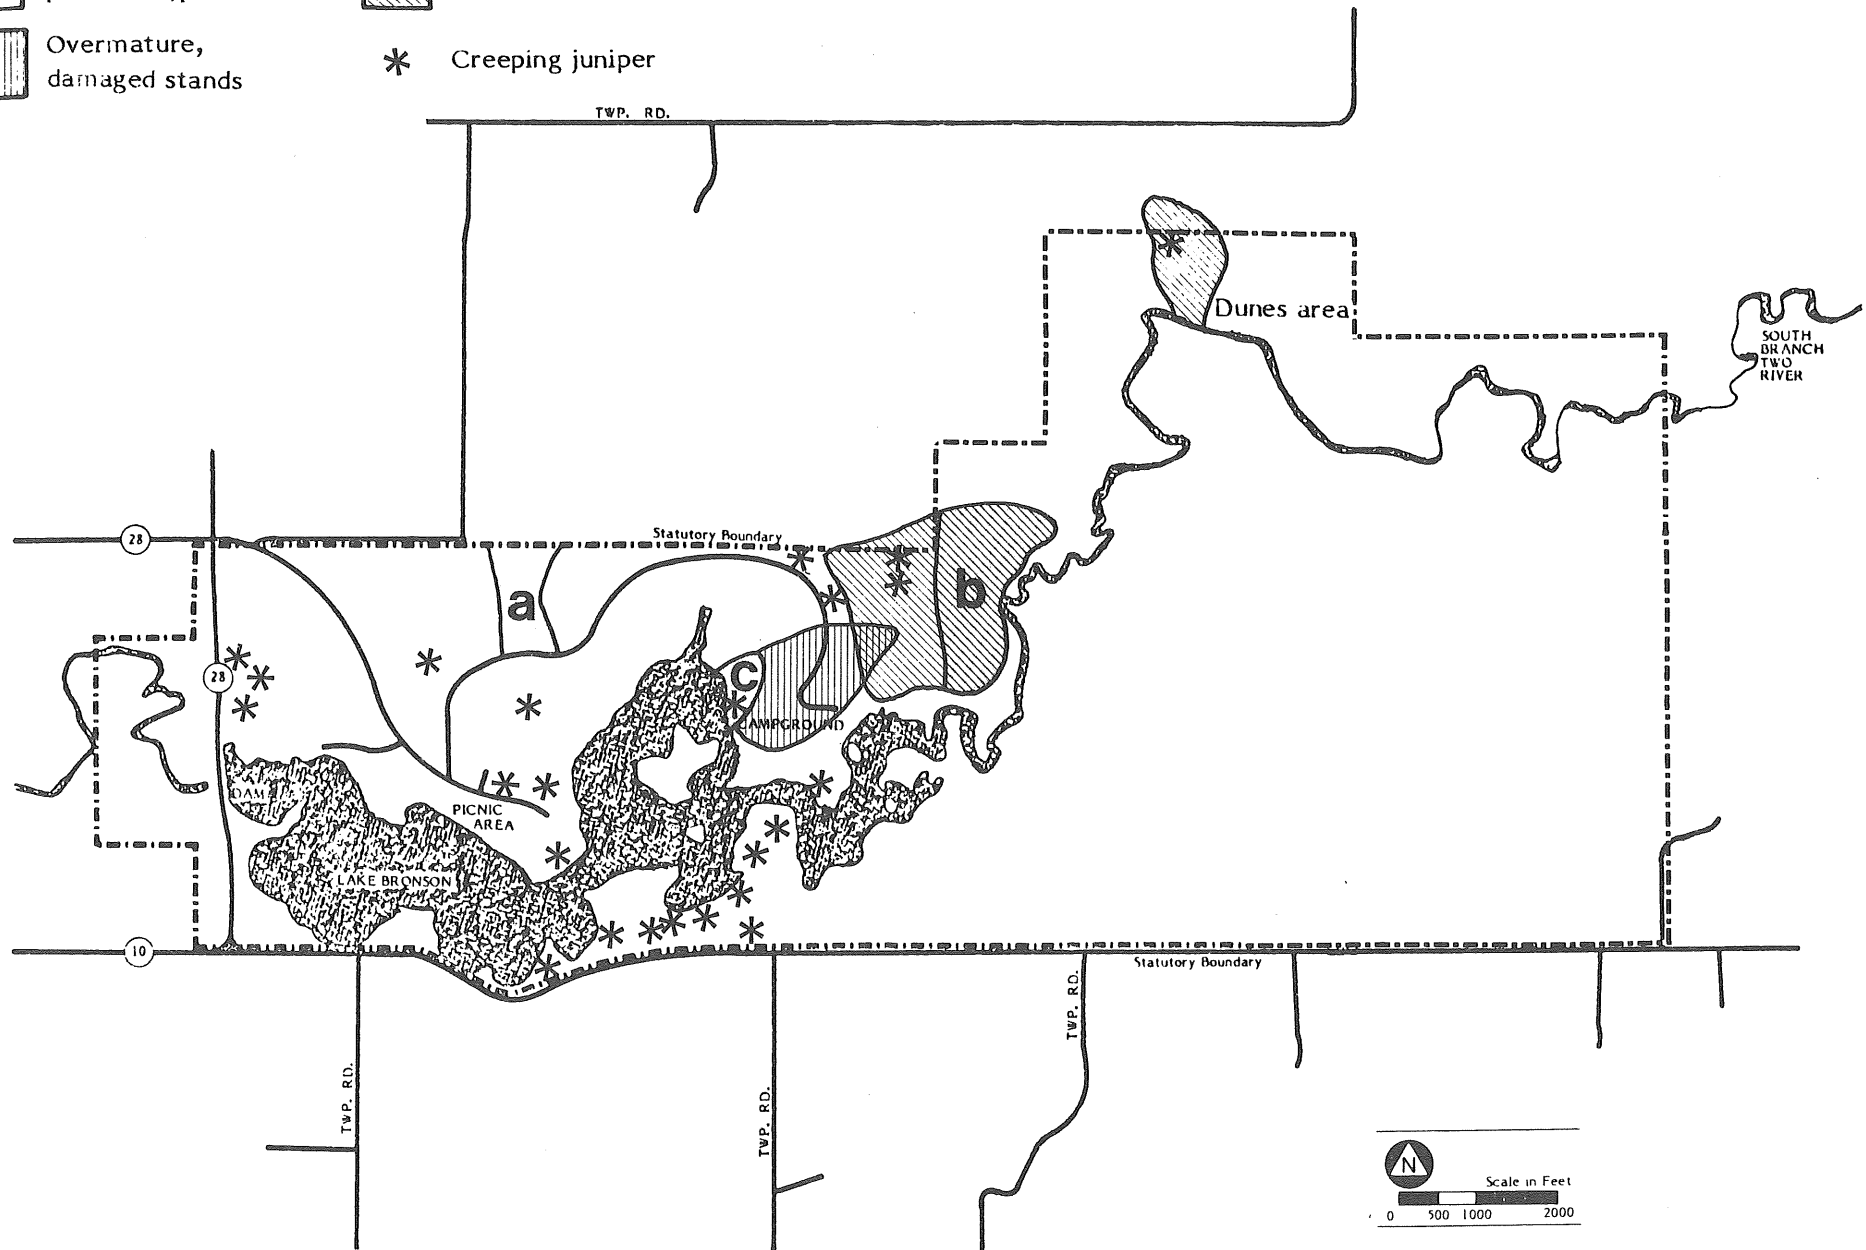 Overmature,
damaged stands
Creeping juniper
TWP. RD.
Dunes area
SOUTH
BRANCH
TWO
RIVER
28
Statutory Boundary
a
b
28
c
CAMPGROUND
DAM
PICNIC
AREA
LAKE BRONSON
10
Statutory Boundary
TWP. RD.
TWP. RD.
TWP. RD.
N
Scale in Feet
0 500 1000 2000